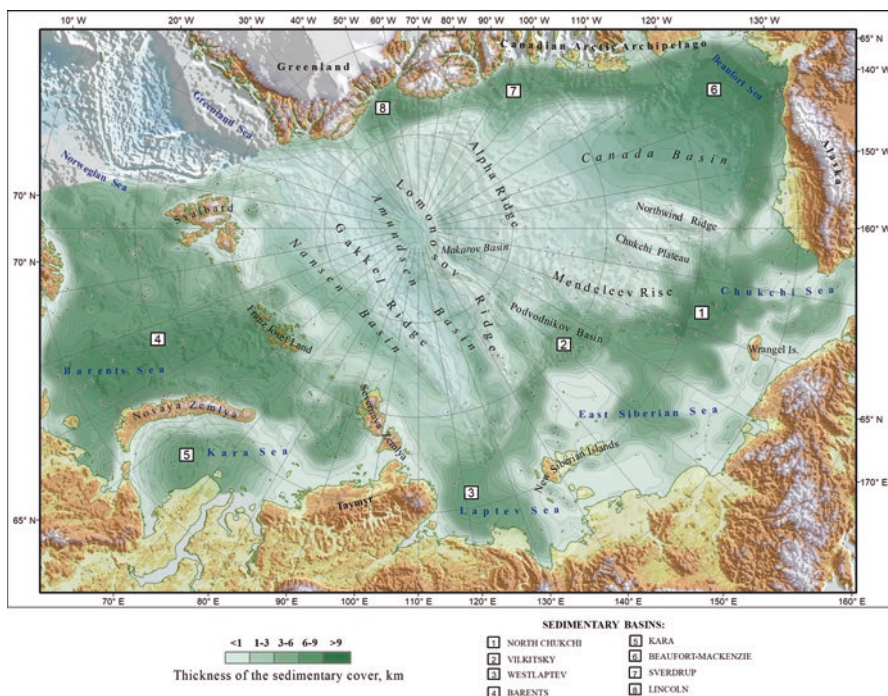 10° W 20° W 30° W 40° W 50° W 60° W 70° W 80° W 90° W 100° W 110° W 120° W 130° W
65° N
140° W
150° W
160° W
70° N
70° N
65° N
65° N
170° E
Greenland
Canadian Arctic Archipelago
Beaufort Sea
Greenland Sea
Norwegian Sea
8
7
6
Alaska
Canada Basin
Alpha Ridge
Lomonosov Ridge
Svalbard
Northwind Ridge
Chukchi Plateau
Makarov Basin
Amundsen Basin
Gakkel Ridge
Nansen Basin
Mendeleev Rise
Chukchi Sea
1
Podvodnikov Basin
2
Wrangel Is.
Franz Josef Land
4
Barents Sea
Novaya Zemlya
Severnaya Zemlya
East Siberian Sea
5
Kara Sea
New Siberian Islands
3
Laptev Sea
Taymyr
70° E 80° E 90° E 100° E 110° E 120° E 130° E 140° E 150° E 160° E
<1 1-3 3-6 6-9 >9
Thickness of the sedimentary cover, km
SEDIMENTARY BASINS:
1 NORTH CHUKCHI
2 VILKITSKY
3 WESTLAPTEV
4 BARENTS
5 KARA
6 BEAUFORT-MACKENZIE
7 SVERDRUP
8 LINCOLN